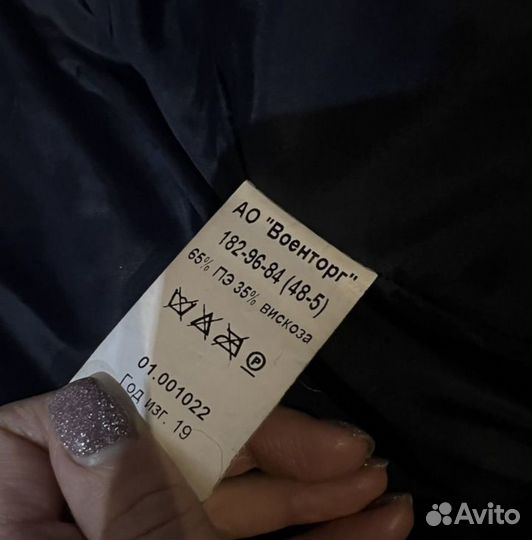 АО "Военторг"
182-96-84 (48-5)
65% ПЭ 35% вискоза
P
01.001022
Год изг. 19
Avito